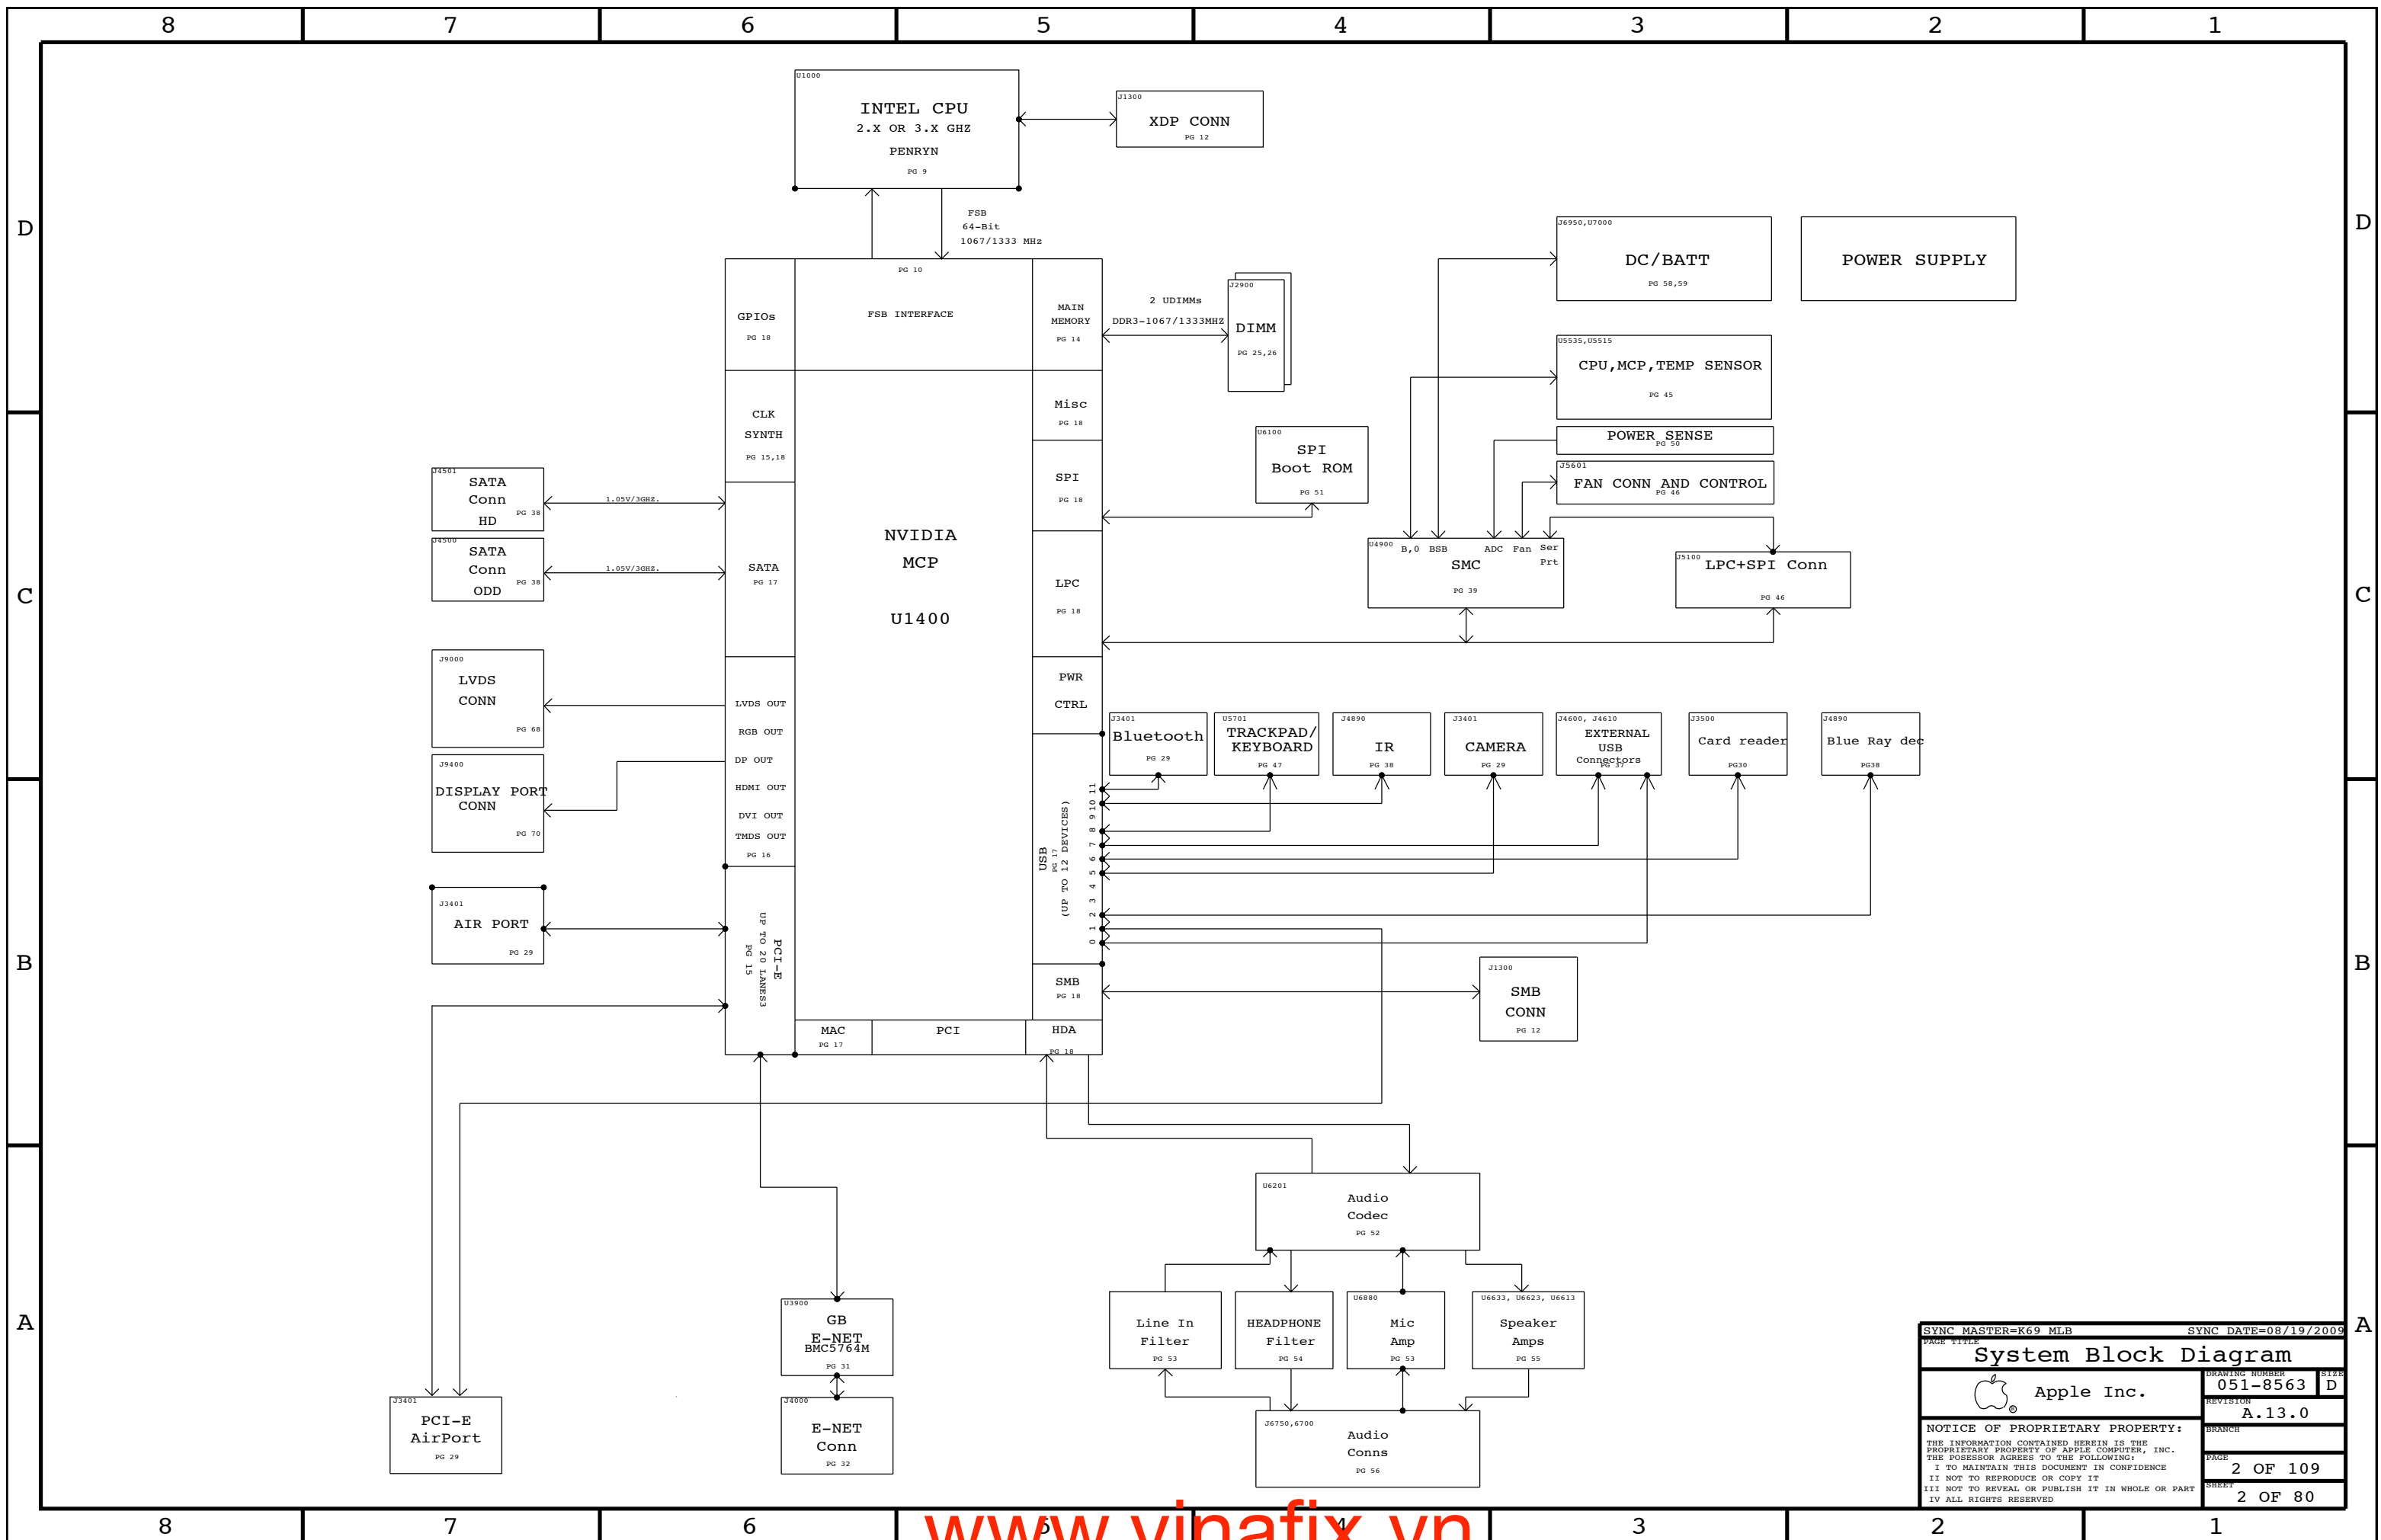 8 7 6 5 4 3 2 1
D
C
B
A
D
C
B
A
U1000
INTEL CPU
2.X OR 3.X GHZ
PENRYN
PG 9
J1300
XDP CONN
PG 12
FSB
64-Bit
1067/1333 MHz
GPIOs
PG 18
PG 10
FSB INTERFACE
MAIN
MEMORY
PG 14
2 UDIMMs
DDR3-1067/1333MHZ
J2900
DIMM
PG 25,26
J6950,U7000
DC/BATT
PG 58,59
POWER SUPPLY
U5535,U5515
CPU,MCP,TEMP SENSOR
PG 45
POWER SENSE
PG 50
J5601
FAN CONN AND CONTROL
PG 46
CLK
SYNTH
PG 15,18
Misc
PG 18
SPI
PG 18
U6100
SPI
Boot ROM
PG 51
J4501
SATA
Conn
HD
PG 38
1.05V/3GHZ.
J4500
SATA
Conn
ODD
PG 38
1.05V/3GHZ.
SATA
PG 17
NVIDIA
MCP
U1400
LPC
PG 18
U4900
B,0 BSB ADC Fan Ser
Prt
SMC
PG 39
J5100
LPC+SPI Conn
PG 46
PWR
CTRL
J9000
LVDS
CONN
PG 68
J9400
DISPLAY PORT
CONN
PG 70
LVDS OUT
RGB OUT
DP OUT
HDMI OUT
DVI OUT
TMDS OUT
PG 16
J3401
Bluetooth
PG 29
U5701
TRACKPAD/
KEYBOARD
PG 47
J4890
IR
PG 38
J3401
CAMERA
PG 29
J4600, J4610
EXTERNAL
USB
Connectors
PG 37
J3500
Card reader
PG30
J4890
Blue Ray dec
PG38
USB
PG 17
(UP TO 12 DEVICES)
0 1 2 3 4 5 6 7 8 9 10 11
J3401
AIR PORT
PG 29
PCI-E
UP TO 20 LANES3
PG 15
SMB
PG 18
J1300
SMB
CONN
PG 12
MAC
PG 17
PCI
HDA
PG 18
U6201
Audio
Codec
PG 52
Line In
Filter
PG 53
HEADPHONE
Filter
PG 54
U6880
Mic
Amp
PG 53
U6633, U6623, U6613
Speaker
Amps
PG 55
J6750,6700
Audio
Conns
PG 56
U3900
GB
E-NET
BMC5764M
PG 31
J4000
E-NET
Conn
PG 32
J3401
PCI-E
AirPort
PG 29
SYNC MASTER=K69 MLB SYNC DATE=08/19/2009
PAGE TITLE
System Block Diagram
Apple Inc.
®
DRAWING NUMBER
051-8563
SIZE
D
REVISION
A.13.0
BRANCH
PAGE
2 OF 109
SHEET
2 OF 80
NOTICE OF PROPRIETARY PROPERTY:
THE INFORMATION CONTAINED HEREIN IS THE
PROPRIETARY PROPERTY OF APPLE COMPUTER, INC.
THE POSESSOR AGREES TO THE FOLLOWING:
I TO MAINTAIN THIS DOCUMENT IN CONFIDENCE
II NOT TO REPRODUCE OR COPY IT
III NOT TO REVEAL OR PUBLISH IT IN WHOLE OR PART
IV ALL RIGHTS RESERVED
8 7 6 5 4 3 2 1
www.vinafix.vn